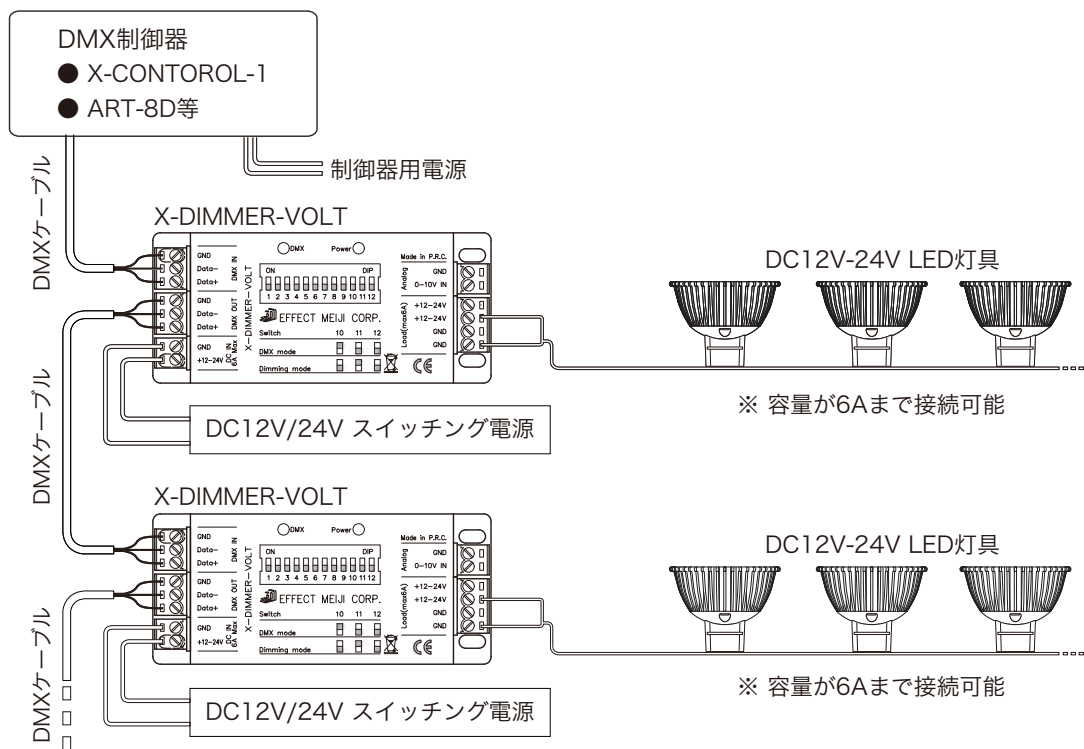 DMX制御器
● X-CONTOROL-1
● ART-8D等
制御器用電源
DMXケーブル
X-DIMMER-VOLT
GND
Data-
Data+
DMX IN
GND
Data-
Data+
DMX OUT
GND
+12-24V
DC IN
6A Max
X-DIMMER-VOLT
DMX
Power
ON
DIP
1 2 3 4 5 6 7 8 9 10 11 12
EFFECT MEIJI CORP.
Switch 10 11 12
DMX mode
Dimming mode
Made in P.R.C.
Analog
GND
0-10V IN
Load(max6A)
+12-24V
+12-24V
GND
GND
CE
DC12V-24V LED灯具
※ 容量が6Aまで接続可能
DC12V/24V スイッチング電源
DMXケーブル
X-DIMMER-VOLT
GND
Data-
Data+
DMX IN
GND
Data-
Data+
DMX OUT
GND
+12-24V
DC IN
6A Max
X-DIMMER-VOLT
DMX
Power
ON
DIP
1 2 3 4 5 6 7 8 9 10 11 12
EFFECT MEIJI CORP.
Switch 10 11 12
DMX mode
Dimming mode
Made in P.R.C.
Analog
GND
0-10V IN
Load(max6A)
+12-24V
+12-24V
GND
GND
CE
DC12V-24V LED灯具
※ 容量が6Aまで接続可能
DC12V/24V スイッチング電源
DMXケーブル